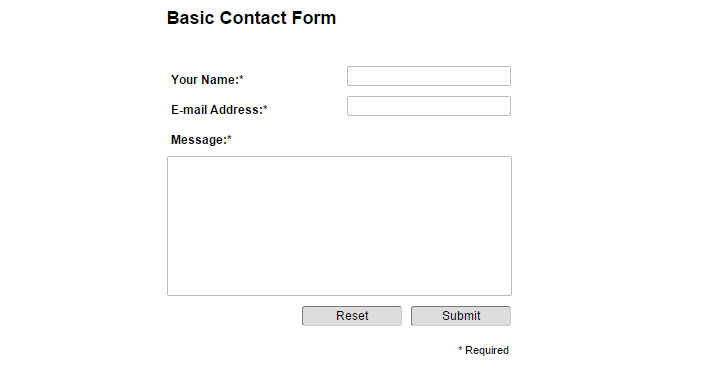 Basic Contact Form
Your Name:*
E-mail Address:*
Message:*
Reset Submit
* Required